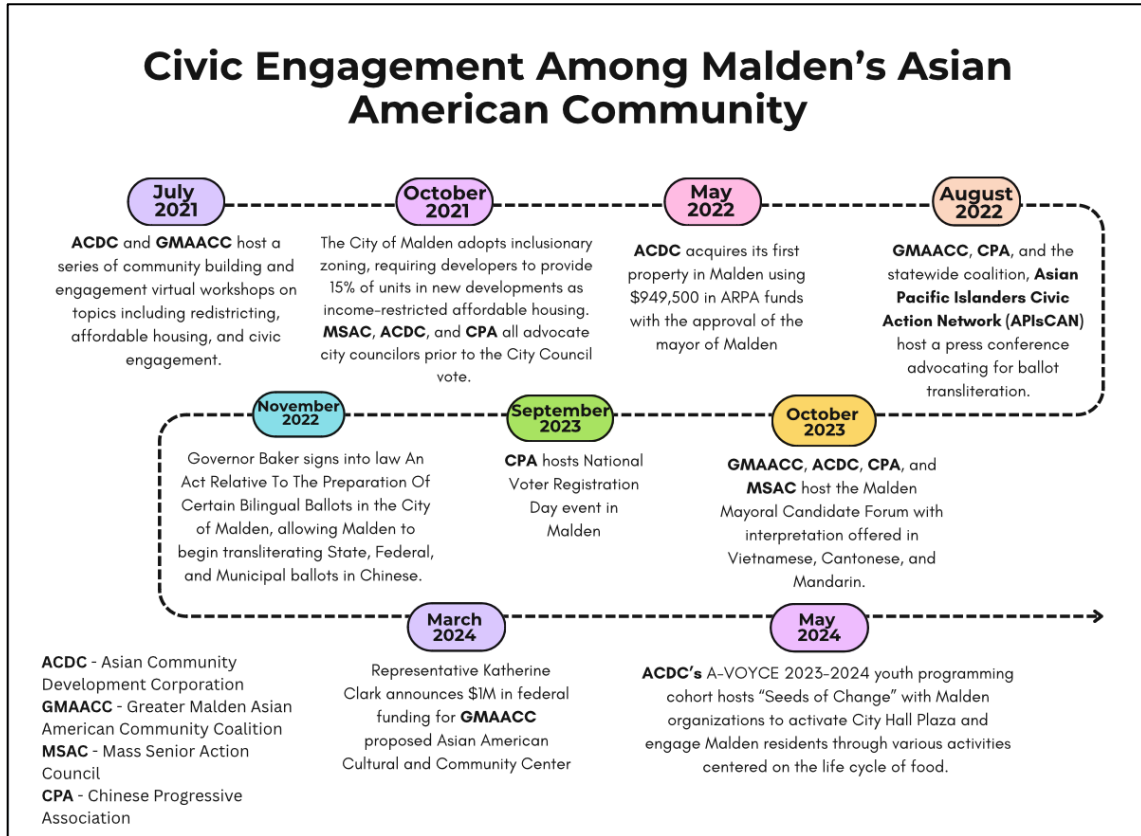 Civic Engagement Among Malden’s Asian
American Community
July
2021
ACDC and GMAACC host a
series of community building and
engagement virtual workshops on
topics including redistricting,
affordable housing, and civic
engagement.
October
2021
The City of Malden adopts inclusionary
zoning, requiring developers to provide
15% of units in new developments as
income-restricted affordable housing.
MSAC, ACDC, and CPA all advocate
city councilors prior to the City Council
vote.
May
2022
ACDC acquires its first
property in Malden using
$949,500 in ARPA funds
with the approval of the
mayor of Malden
August
2022
GMAACC, CPA, and the
statewide coalition, Asian
Pacific Islanders Civic
Action Network (APIsCAN)
host a press conference
advocating for ballot
transliteration.
November
2022
Governor Baker signs into law An
Act Relative To The Preparation Of
Certain Bilingual Ballots in the City
of Malden, allowing Malden to
begin transliterating State, Federal,
and Municipal ballots in Chinese.
September
2023
CPA hosts National
Voter Registration
Day event in
Malden
October
2023
GMAACC, ACDC, CPA, and
MSAC host the Malden
Mayoral Candidate Forum with
interpretation offered in
Vietnamese, Cantonese, and
Mandarin.
March
2024
Representative Katherine
Clark announces $1M in federal
funding for GMAACC
proposed Asian American
Cultural and Community Center
May
2024
ACDC’s A-VOYCE 2023-2024 youth programming
cohort hosts “Seeds of Change” with Malden
organizations to activate City Hall Plaza and
engage Malden residents through various activities
centered on the life cycle of food.
ACDC - Asian Community
Development Corporation
GMAACC - Greater Malden Asian
American Community Coalition
MSAC - Mass Senior Action
Council
CPA - Chinese Progressive
Association